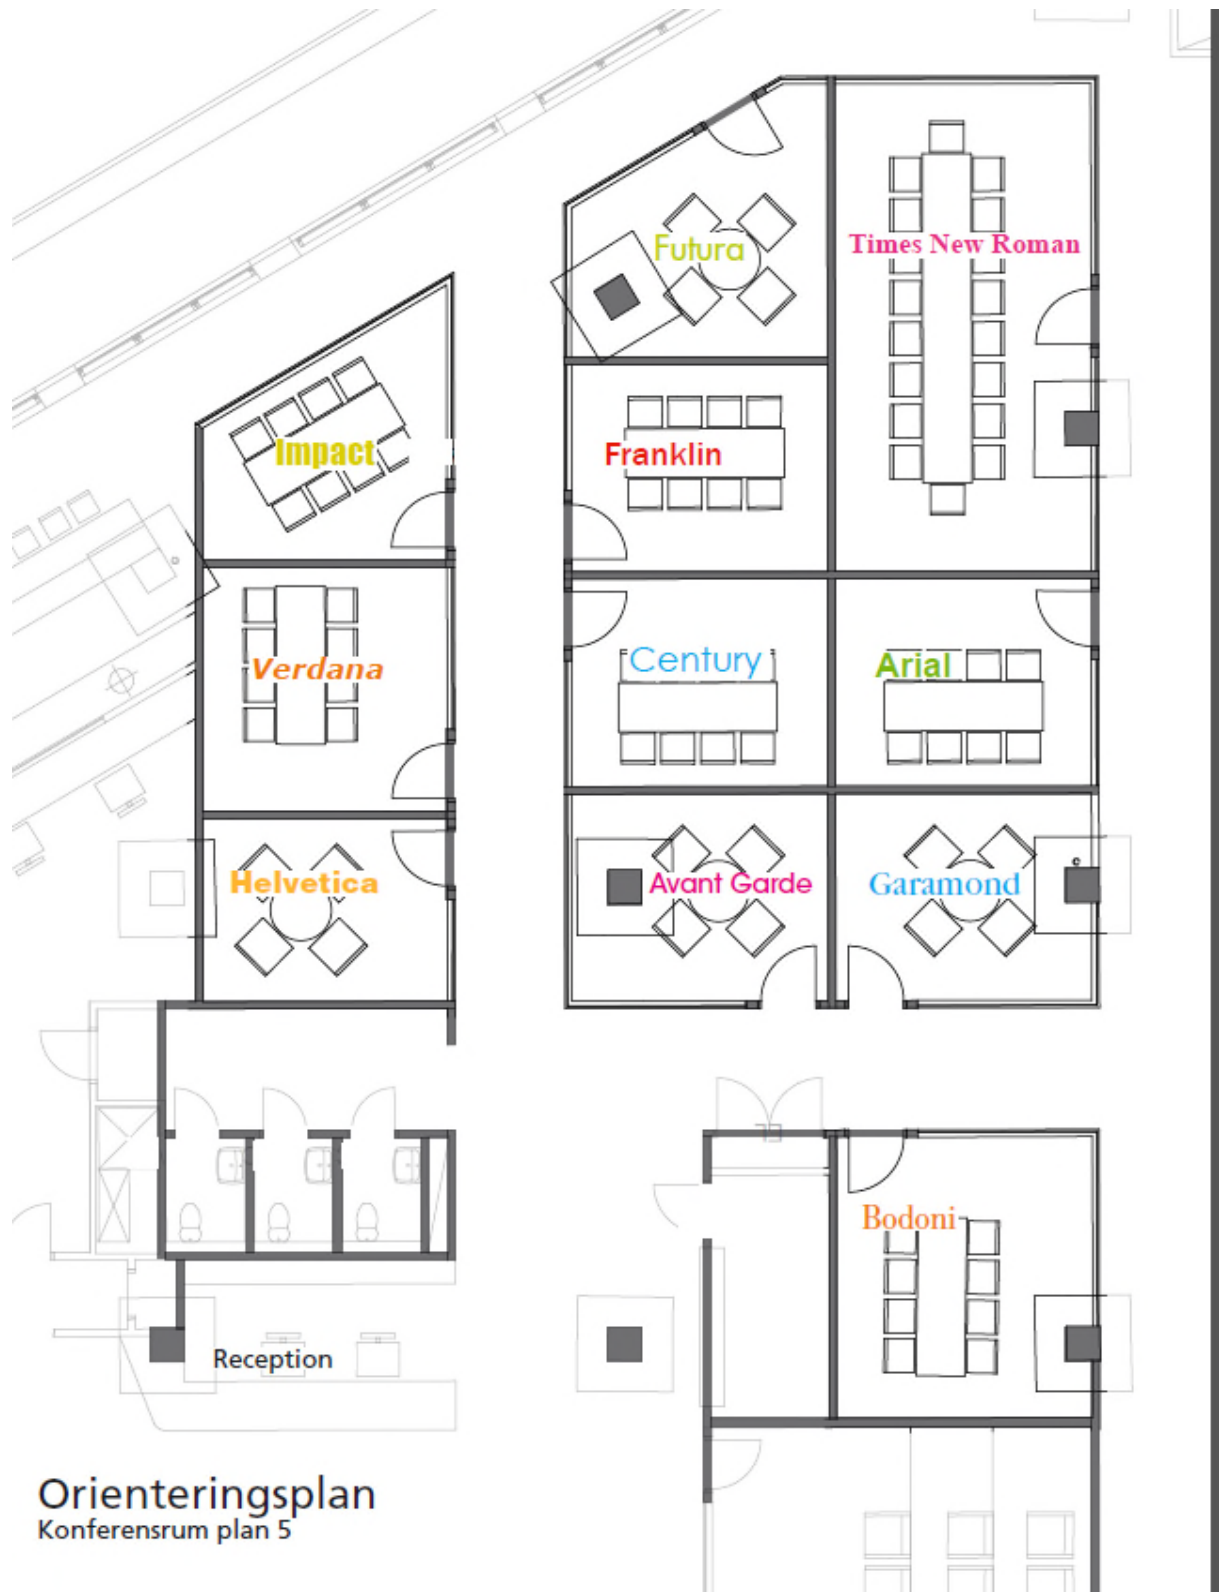 Futura
Times New Roman
Impact
Franklin
Verdana
Century
Arial
Helvetica
Avant Garde
Garamond
Bodoni
Reception
Orienteringsplan
Konferensrum plan 5